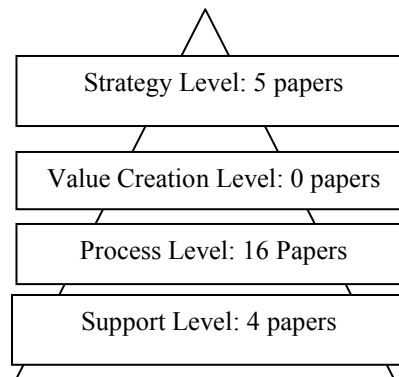 Strategy Level: 5 papers
Value Creation Level: 0 papers
Process Level: 16 Papers
Support Level: 4 papers